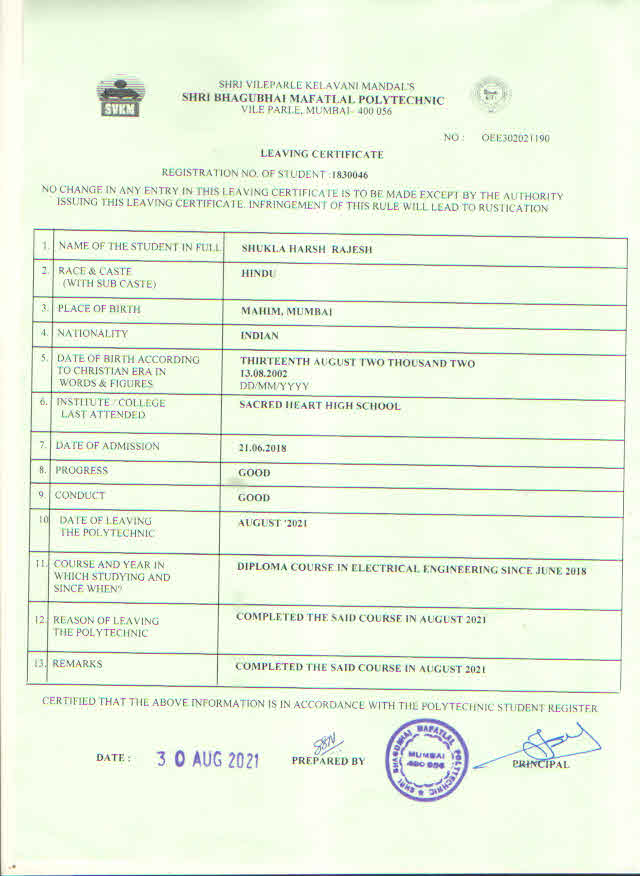 SVKM
SHRI VILEPARLE KELAVANI MANDAL'S
SHRI BHAGUBHAI MAFATLAL POLYTECHNIC
VILE PARLE, MUMBAI- 400 056
NO : OEE302021190
LEAVING CERTIFICATE
REGISTRATION NO. OF STUDENT :1830046
NO CHANGE IN ANY ENTRY IN THIS LEAVING CERTIFICATE IS TO BE MADE EXCEPT BY THE AUTHORITY
ISSUING THIS LEAVING CERTIFICATE. INFRINGEMENT OF THIS RULE WILL LEAD TO RUSTICATION
1. NAME OF THE STUDENT IN FULL SHUKLA HARSH RAJESH
2. RACE & CASTE HINDU
(WITH SUB CASTE)
3. PLACE OF BIRTH MAHIM, MUMBAI
4. NATIONALITY INDIAN
5. DATE OF BIRTH ACCORDING THIRTEENTH AUGUST TWO THOUSAND TWO
TO CHRISTIAN ERA IN 13.08.2002
WORDS & FIGURES DD/MM/YYYY
6. INSTITUTE / COLLEGE SACRED HEART HIGH SCHOOL
LAST ATTENDED
7. DATE OF ADMISSION 21.06.2018
8. PROGRESS GOOD
9. CONDUCT GOOD
10 DATE OF LEAVING AUGUST '2021
THE POLYTECHNIC
11. COURSE AND YEAR IN DIPLOMA COURSE IN ELECTRICAL ENGINEERING SINCE JUNE 2018
WHICH STUDYING AND
SINCE WHEN?
12. REASON OF LEAVING COMPLETED THE SAID COURSE IN AUGUST 2021
THE POLYTECHNIC
13. REMARKS COMPLETED THE SAID COURSE IN AUGUST 2021
CERTIFIED THAT THE ABOVE INFORMATION IS IN ACCORDANCE WITH THE POLYTECHNIC STUDENT REGISTER
DATE : 30 AUG 2021 PREPARED BY PRINCIPAL
SHRI BHAGUBHAI MAFATLAL POLYTECHNIC
MUMBAI
400 056